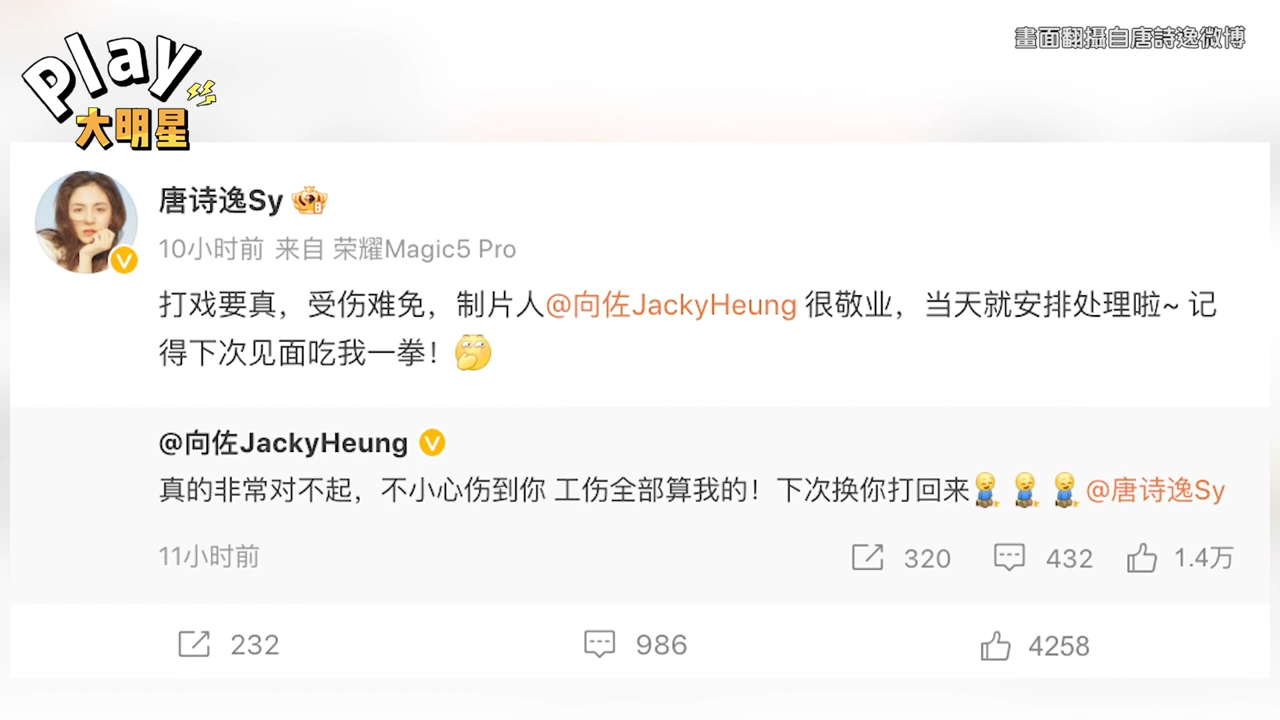 Play
大明星
畫面翻攝自唐詩逸微博
唐诗逸Sy
10小时前 来自 荣耀Magic5 Pro
打戏要真，受伤难免，制片人@向佐JackyHeung 很敬业，当天就安排处理啦~ 记
得下次见面吃我一拳！
@向佐JackyHeung
真的非常对不起，不小心伤到你 工伤全部算我的！下次换你打回来 @唐诗逸Sy
11小时前 320 432 1.4万
232 986 4258